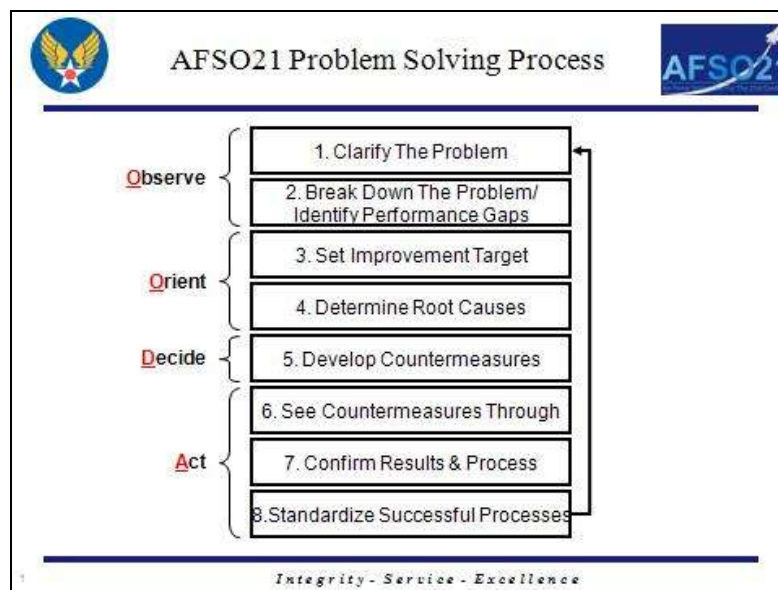 AFSO21 Problem Solving Process
AFSO21
Observe
1. Clarify The Problem
2. Break Down The Problem/
Identify Performance Gaps
Orient
3. Set Improvement Target
4. Determine Root Causes
Decide
5. Develop Countermeasures
Act
6. See Countermeasures Through
7. Confirm Results & Process
8.Standardize Successful Processes
1
Integrity - Service - Excellence